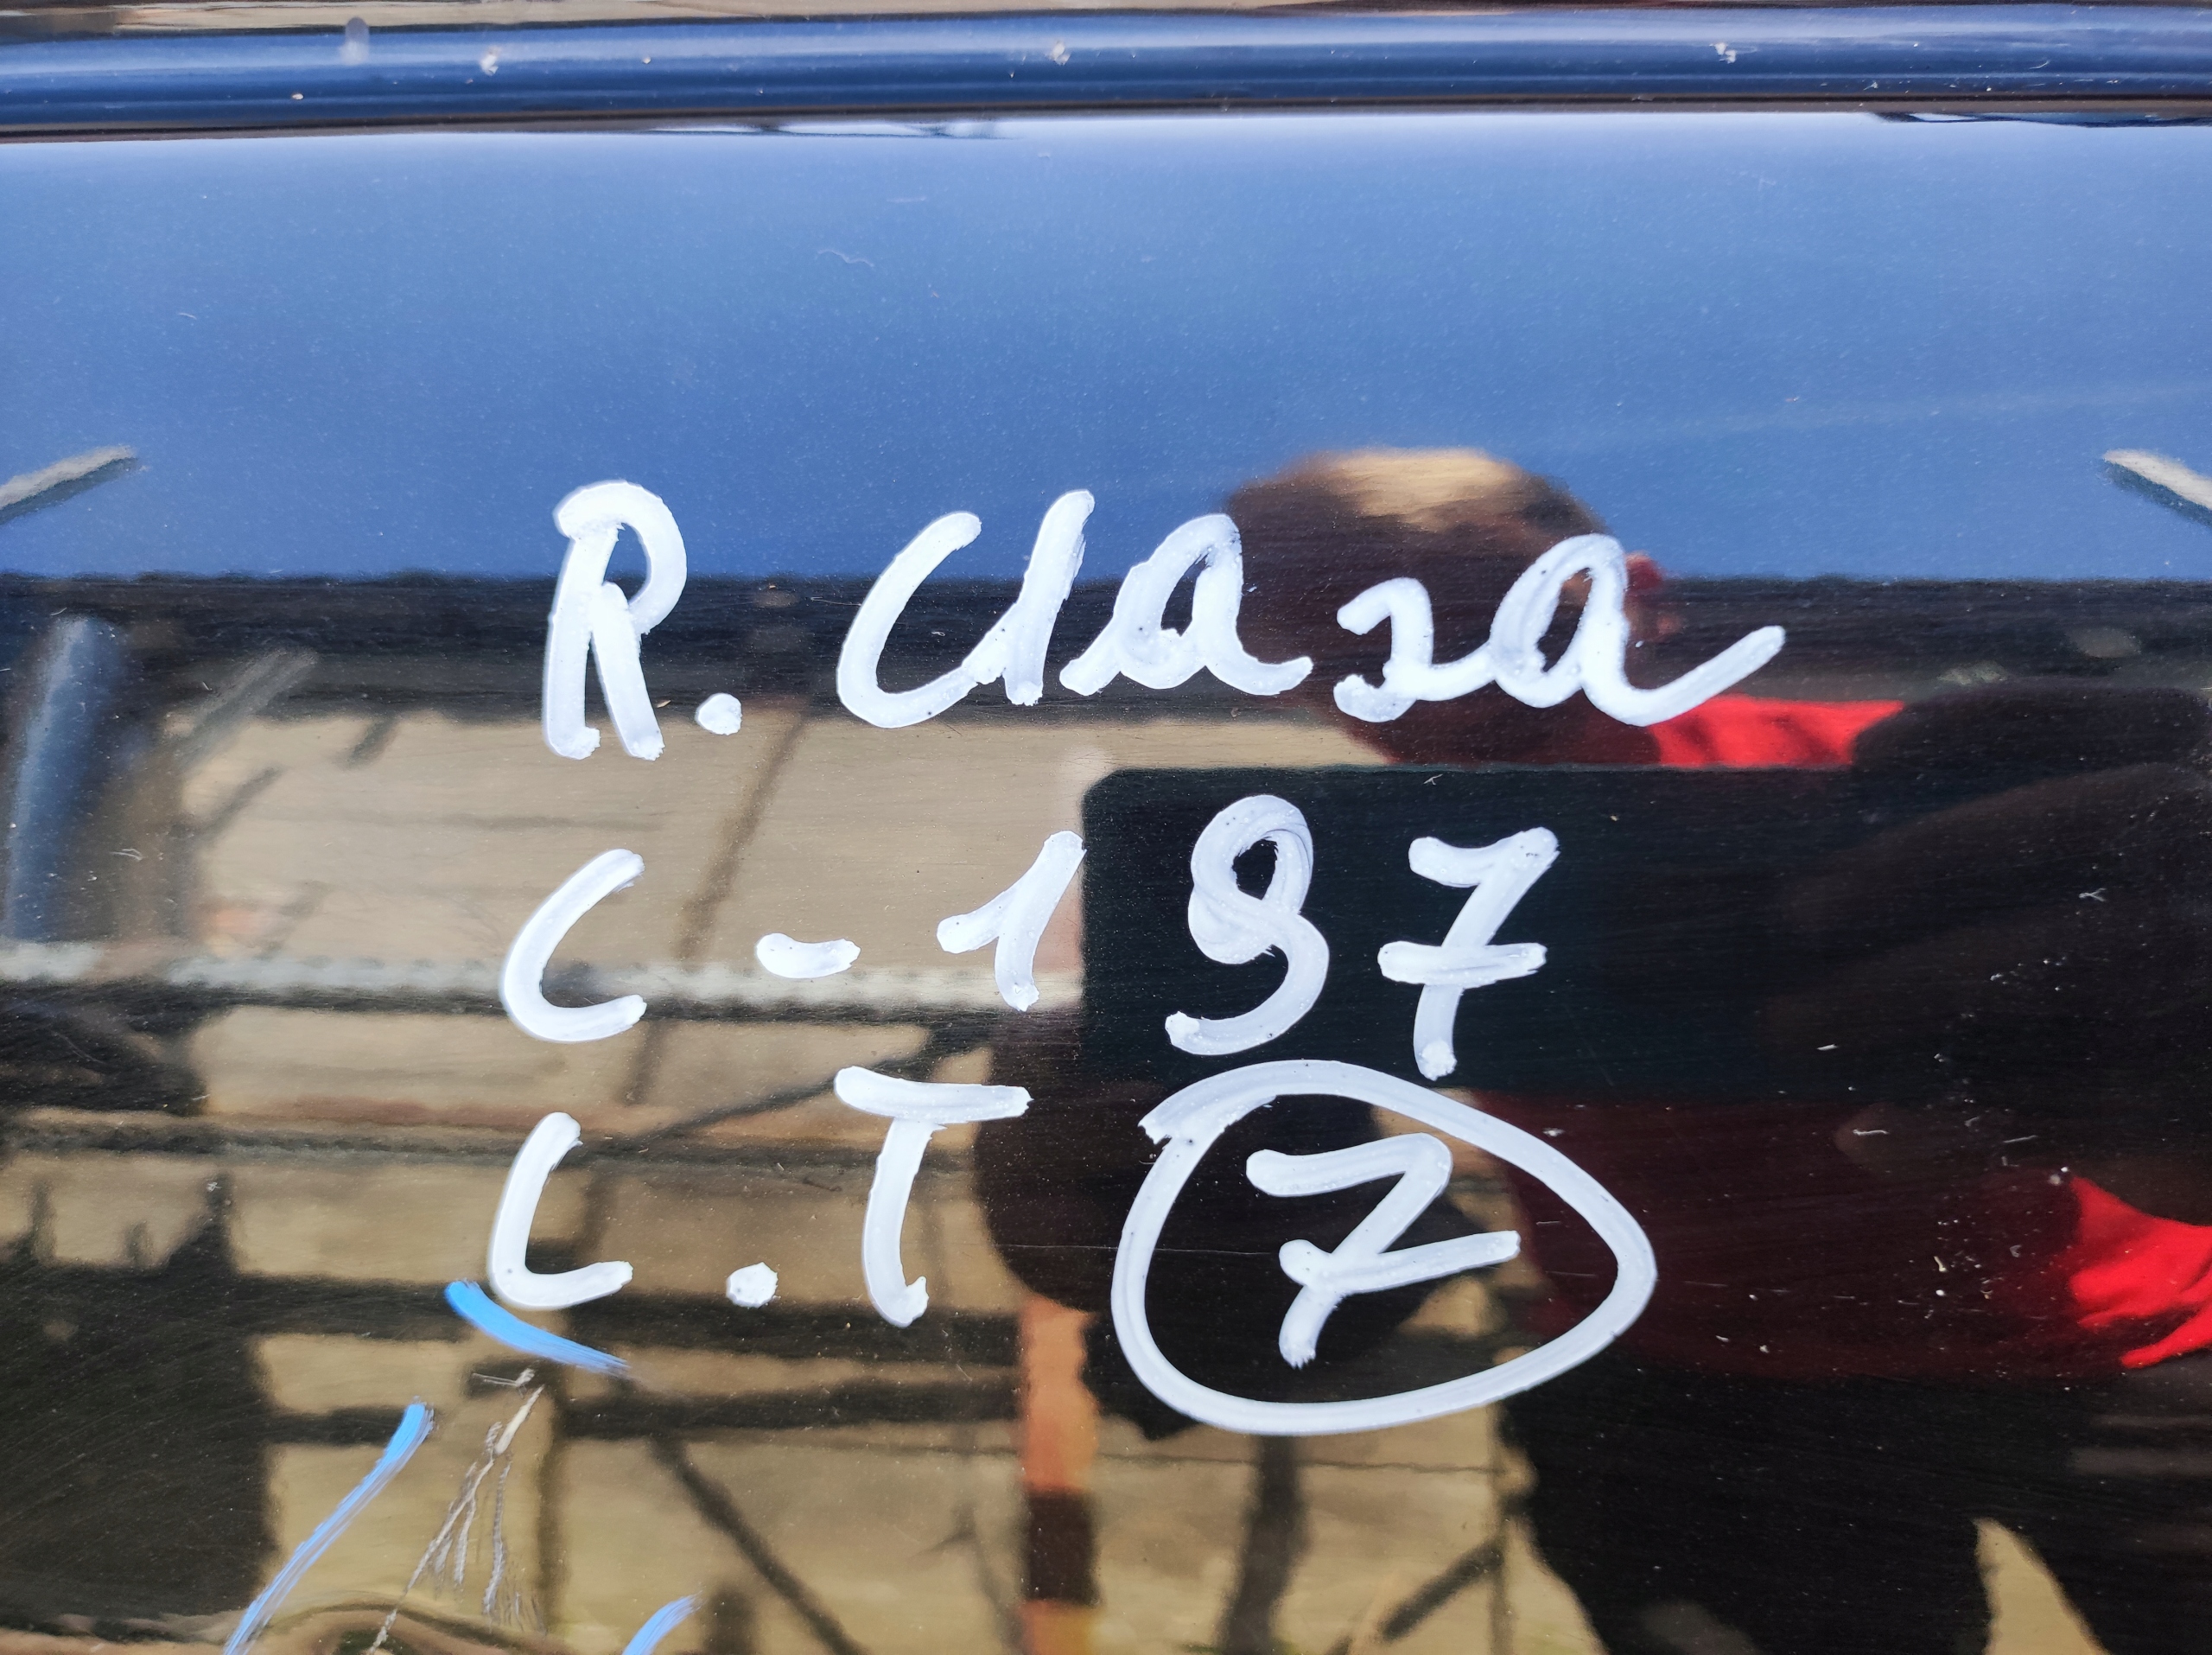 R. Clasa
C-197
C.T 7